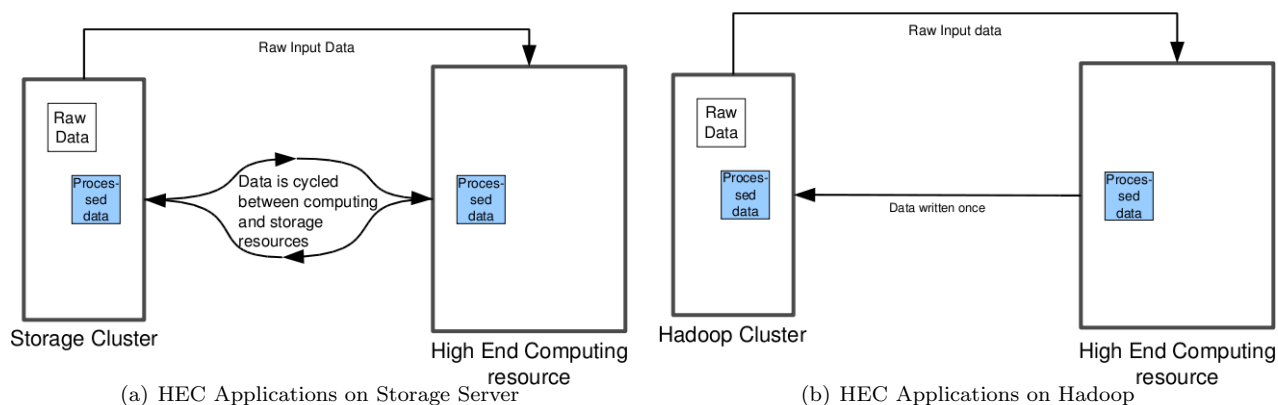 Raw Input Data
Raw
Data
Proces-
sed
data
Data is cycled
between computing
and storage
resources
Proces-
sed
data
Storage Cluster
High End Computing
resource
(a) HEC Applications on Storage Server
Raw Input data
Raw
Data
Proces-
sed
data
Data written once
Proces-
sed
data
Hadoop Cluster
High End Computing
resource
(b) HEC Applications on Hadoop